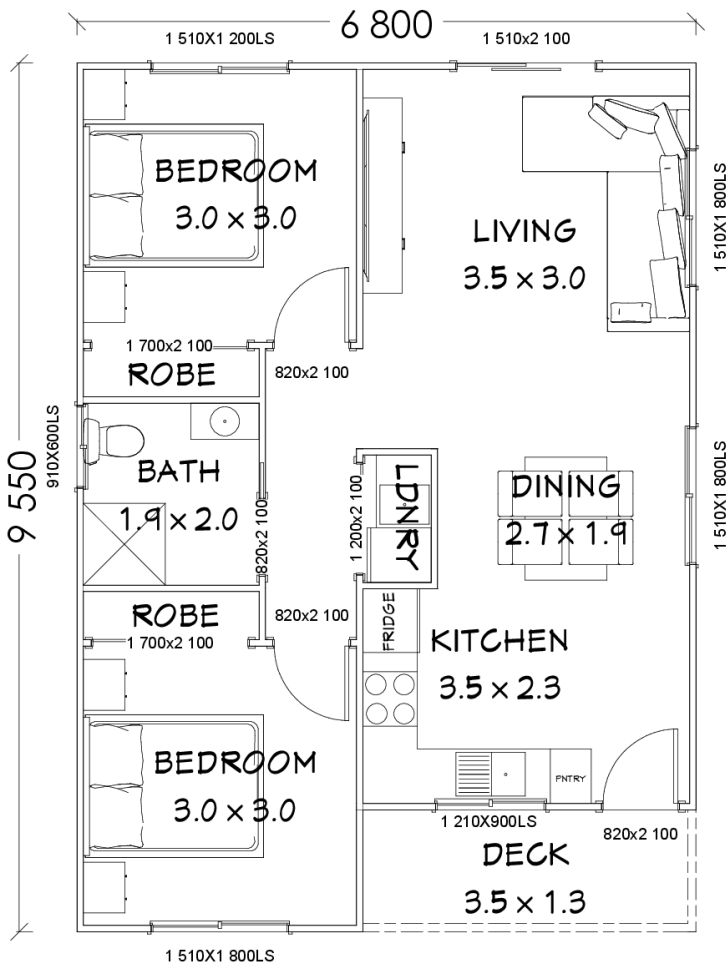 6 800
1 510X1 200LS
1 510x2 100
BEDROOM
3.0 x 3.0
LIVING
3.5 x 3.0
1 510X1 800LS
1 700x2 100
ROBE
820x2 100
9 550
910X600LS
BATH
1.9 x 2.0
820x2 100
1 200x2 100
LDNRY
DINING
2.7 x 1.9
1 510X1 800LS
ROBE
1 700x2 100
820x2 100
FRIDGE
KITCHEN
3.5 x 2.3
BEDROOM
3.0 x 3.0
PNTRY
1 210X900LS
820x2 100
DECK
3.5 x 1.3
1 510X1 800LS